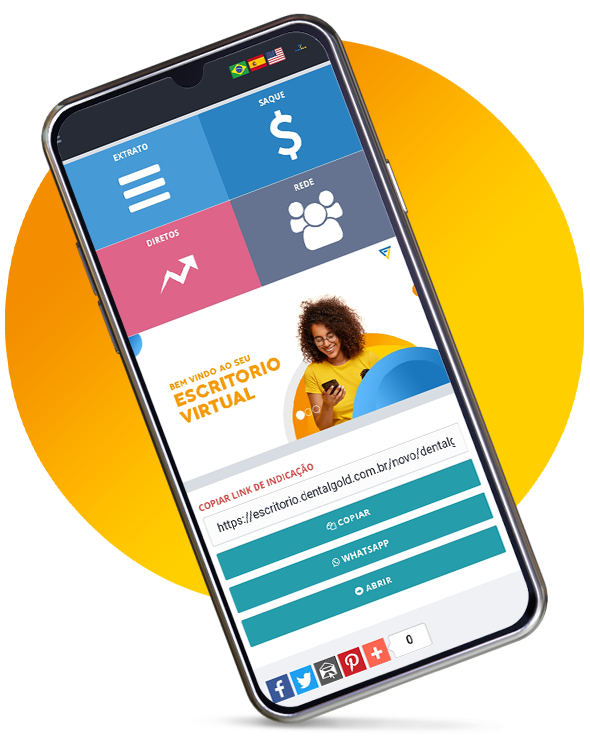 EXTRATO
SAQUE
$
DIRETOS
REDE
BEM VINDO AO SEU
ESCRITORIO
VIRTUAL
COPIAR LINK DE INDICAÇÃO
https://escritorio.dentalgold.com.br/novo/dentalg
COPIAR
WHATSAPP
ABRIR
0